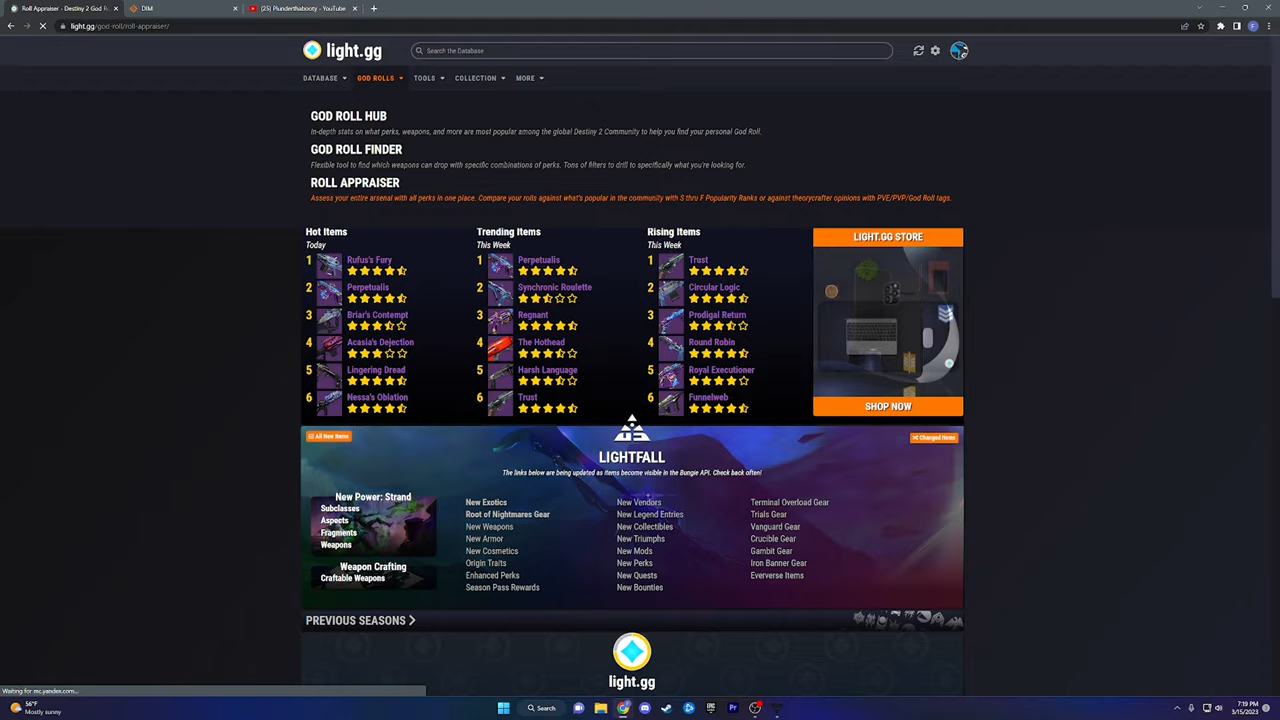 Roll Appraiser - Destiny 2 God R
DIM
(25) Plunderthabooty - YouTube
light.gg/god-roll/roll-appraiser/
light.gg
Search the Database
DATABASE
GOD ROLLS
TOOLS
COLLECTION
MORE
GOD ROLL HUB
In-depth stats on what perks, weapons, and more are most popular among the global Destiny 2 Community to help you find your personal God Roll.
GOD ROLL FINDER
Flexible tool to find which weapons can drop with specific combinations of perks. Tons of filters to drill to specifically what you're looking for.
ROLL APPRAISER
Assess your entire arsenal with all perks in one place. Compare your rolls against what's popular in the community with S thru F Popularity Ranks or against theorycrafter opinions with PVE/PVP/God Roll tags.
Hot Items
Today
1 Rufus's Fury
2 Perpetualis
3 Briar's Contempt
4 Acasia's Dejection
5 Lingering Dread
6 Nessa's Oblation
Trending Items
This Week
1 Perpetualis
2 Synchronic Roulette
3 Regnant
4 The Hothead
5 Harsh Language
6 Trust
Rising Items
This Week
1 Trust
2 Circular Logic
3 Prodigal Return
4 Round Robin
5 Royal Executioner
6 Funnelweb
LIGHT.GG STORE
SHOP NOW
All New Items
Changed Items
LIGHTFALL
The links below are being updated as items become visible in the Bungie API. Check back often!
New Power: Strand
Subclasses
Aspects
Fragments
Weapons
Weapon Crafting
Craftable Weapons
New Exotics
Root of Nightmares Gear
New Weapons
New Armor
New Cosmetics
Origin Traits
Enhanced Perks
Season Pass Rewards
New Vendors
New Legend Entries
New Collectibles
New Triumphs
New Mods
New Perks
New Quests
New Bounties
Terminal Overload Gear
Trials Gear
Vanguard Gear
Crucible Gear
Gambit Gear
Iron Banner Gear
Eververse Items
PREVIOUS SEASONS
light.gg
Waiting for mc.yandex.com...
56°F
Mostly sunny
Search
7:19 PM
3/15/2023